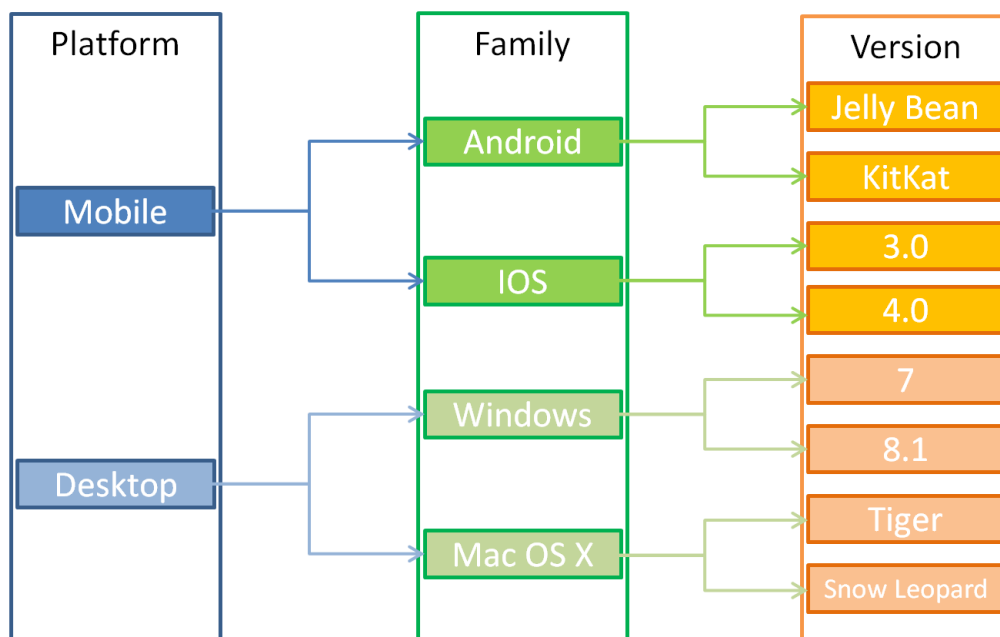 Platform
Mobile
Desktop
Family
Android
IOS
Windows
Mac OS X
Version
Jelly Bean
KitKat
3.0
4.0
7
8.1
Tiger
Snow Leopard